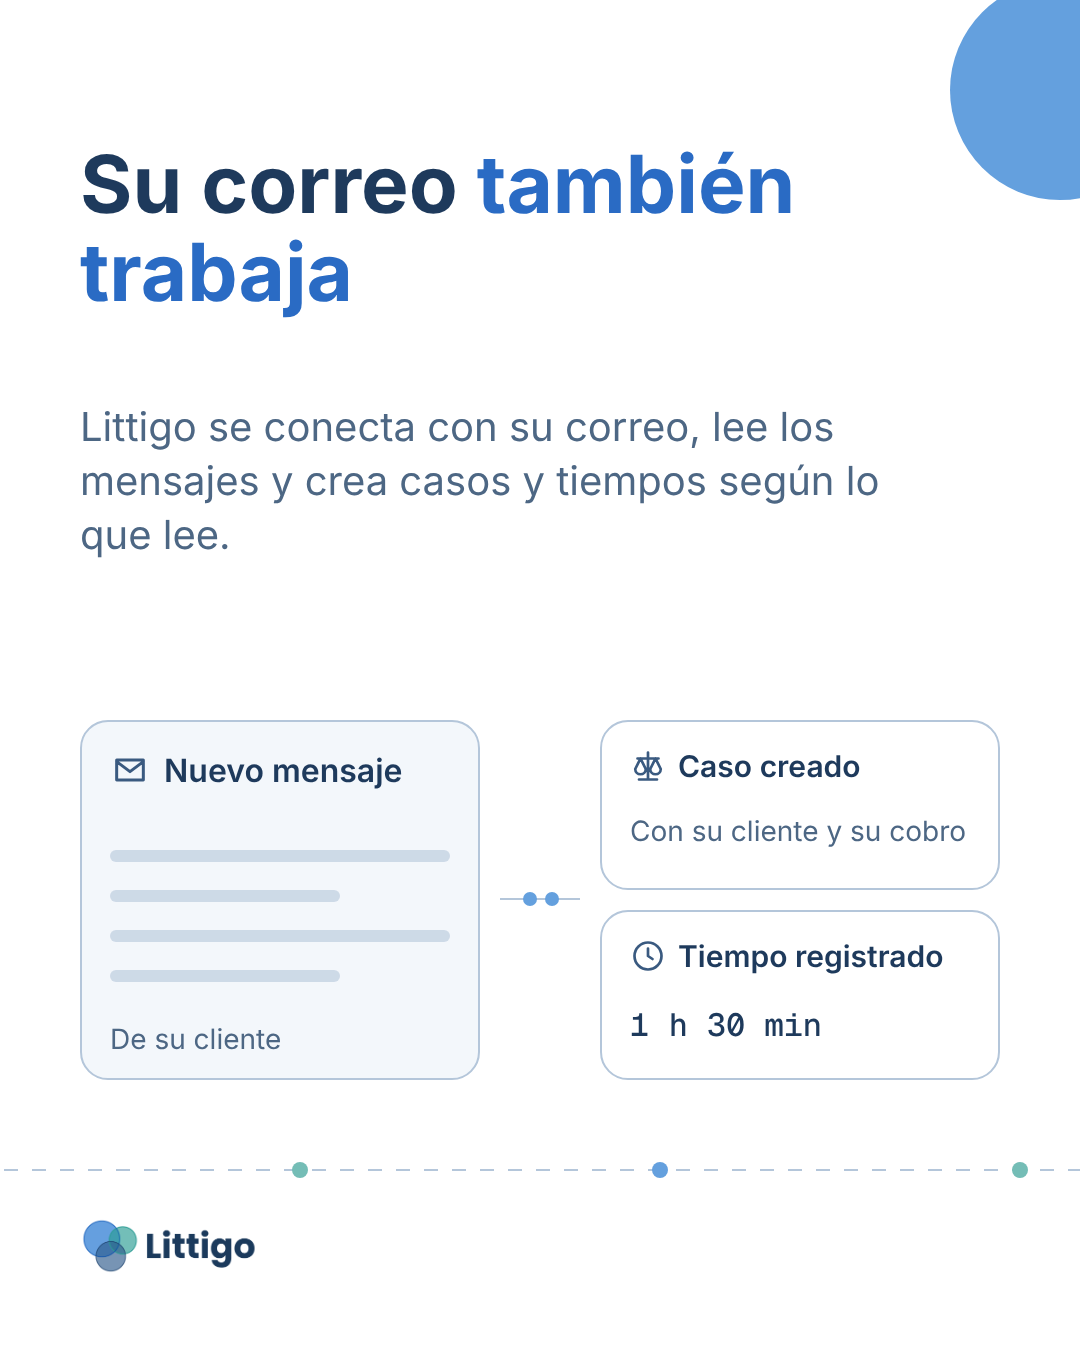 Su correo también
trabaja
Littigo se conecta con su correo, lee los
mensajes y crea casos y tiempos según lo
que lee.
Nuevo mensaje
De su cliente
Caso creado
Con su cliente y su cobro
Tiempo registrado
1 h 30 min
Littigo